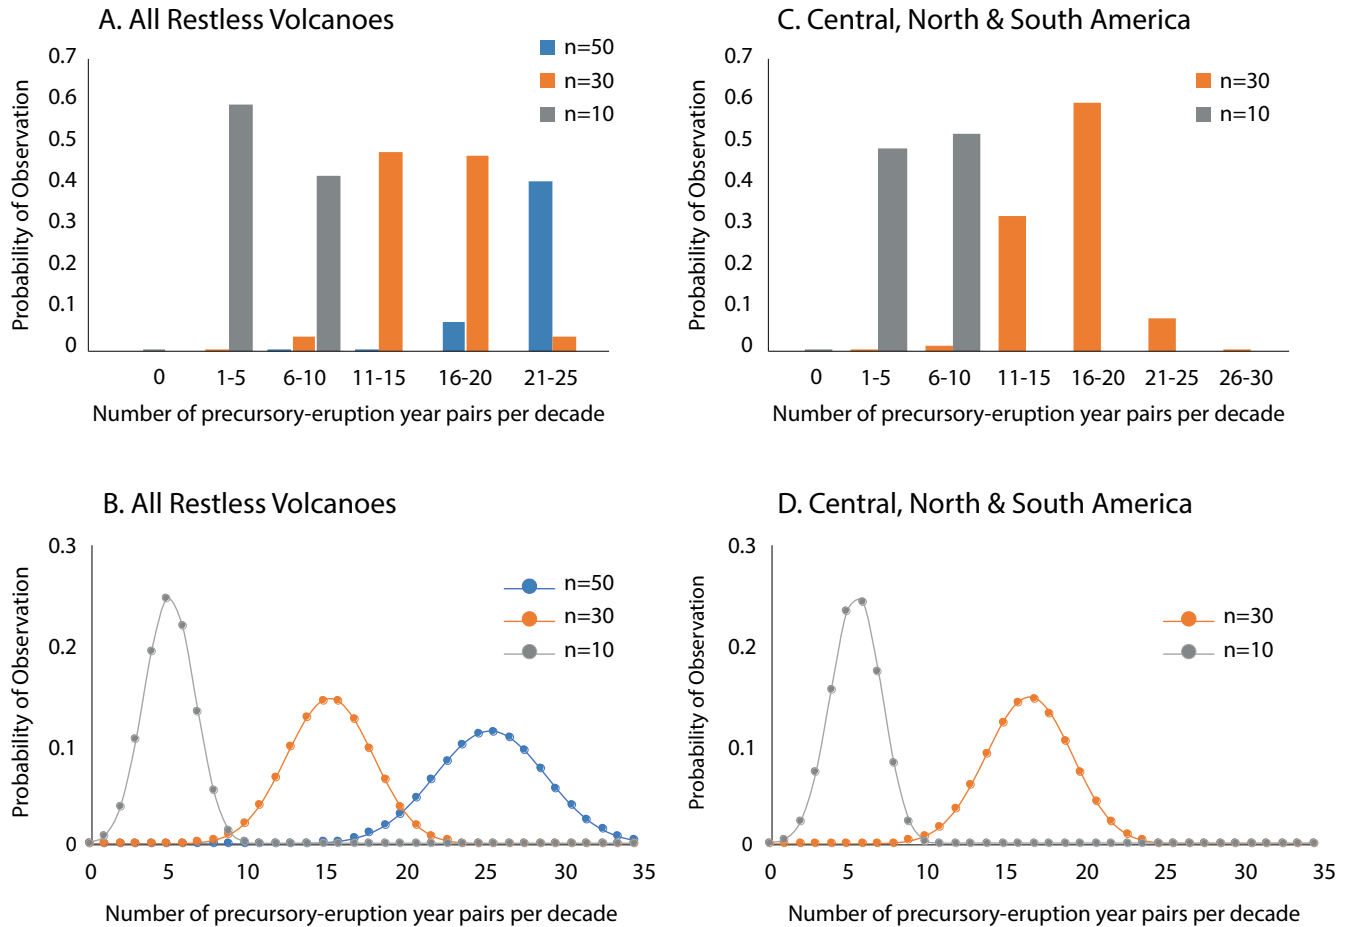 A. All Restless Volcanoes
n=50
n=30
n=10
Probability of Observation
0.7
0.6
0.5
0.4
0.3
0.2
0.1
0
0 1-5 6-10 11-15 16-20 21-25
Number of precursory-eruption year pairs per decade
C. Central, North & South America
n=30
n=10
Probability of Observation
0.7
0.6
0.5
0.4
0.3
0.2
0.1
0
0 1-5 6-10 11-15 16-20 21-25 26-30
Number of precursory-eruption year pairs per decade
B. All Restless Volcanoes
n=50
n=30
n=10
Probability of Observation
0.3
0.2
0.1
0
0 5 10 15 20 25 30 35
Number of precursory-eruption year pairs per decade
D. Central, North & South America
n=30
n=10
Probability of Observation
0.3
0.2
0.1
0
0 5 10 15 20 25 30 35
Number of precursory-eruption year pairs per decade